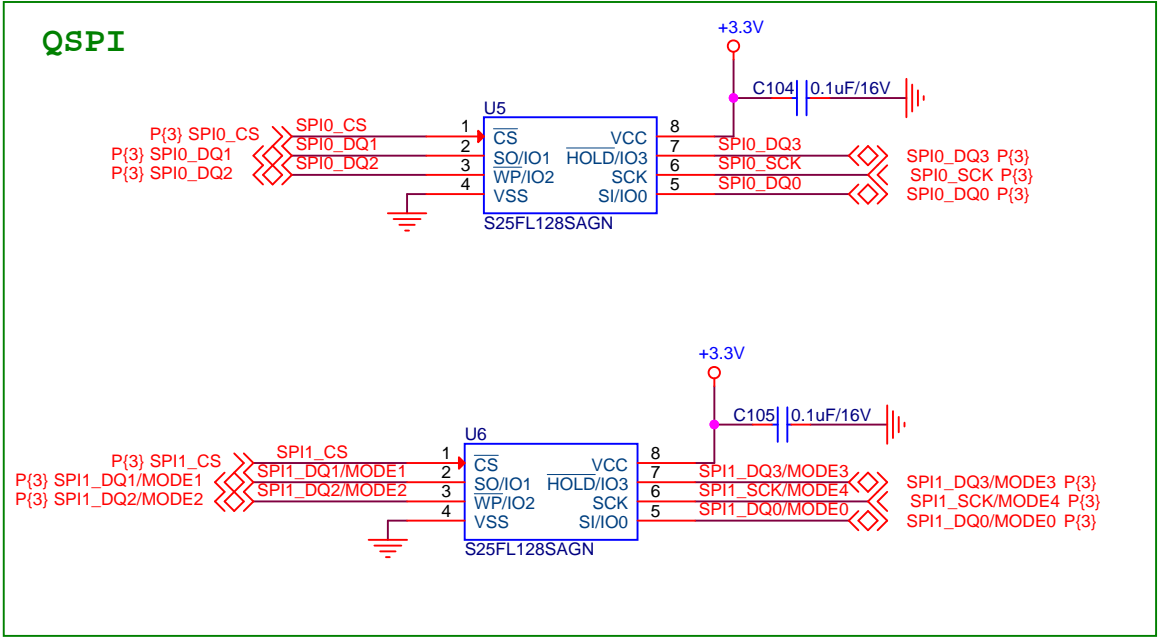 QSPI
+3.3V
C104 0.1uF/16V
U5
P{3} SPI0_CS SPI0_CS 1 CS VCC 8
P{3} SPI0_DQ1 SPI0_DQ1 2 SO/IO1 HOLD/IO3 7 SPI0_DQ3 SPI0_DQ3 P{3}
P{3} SPI0_DQ2 SPI0_DQ2 3 WP/IO2 SCK 6 SPI0_SCK SPI0_SCK P{3}
4 VSS SI/IO0 5 SPI0_DQ0 SPI0_DQ0 P{3}
S25FL128SAGN
+3.3V
C105 0.1uF/16V
U6
P{3} SPI1_CS SPI1_CS 1 CS VCC 8
P{3} SPI1_DQ1/MODE1 SPI1_DQ1/MODE1 2 SO/IO1 HOLD/IO3 7 SPI1_DQ3/MODE3 SPI1_DQ3/MODE3 P{3}
P{3} SPI1_DQ2/MODE2 SPI1_DQ2/MODE2 3 WP/IO2 SCK 6 SPI1_SCK/MODE4 SPI1_SCK/MODE4 P{3}
4 VSS SI/IO0 5 SPI1_DQ0/MODE0 SPI1_DQ0/MODE0 P{3}
S25FL128SAGN